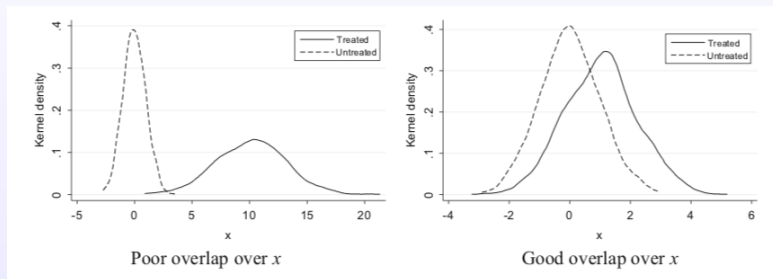 .4
.3
.2
.1
0
Kernel density
-5 0 5 10 15 20
x
Treated
Untreated
Poor overlap over x
.4
.3
.2
.1
0
Kernel density
-4 -2 0 2 4 6
x
Treated
Untreated
Good overlap over x